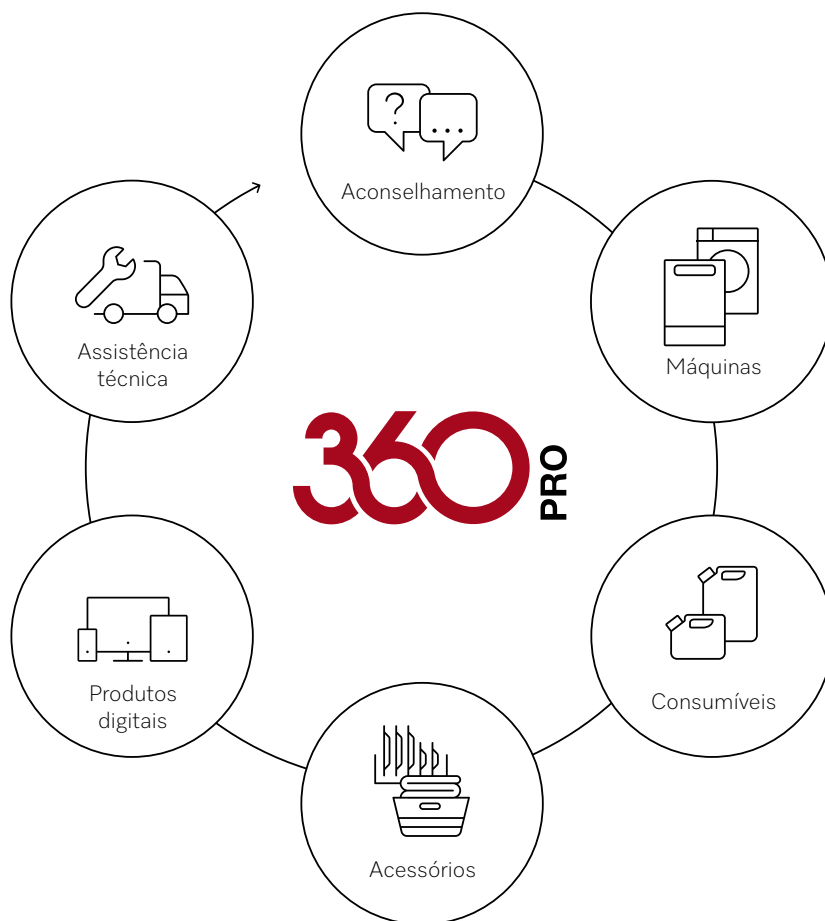 ?
...
Aconselhamento
Máquinas
Consumíveis
Acessórios
Produtos
digitais
Assistência
técnica
360
PRO